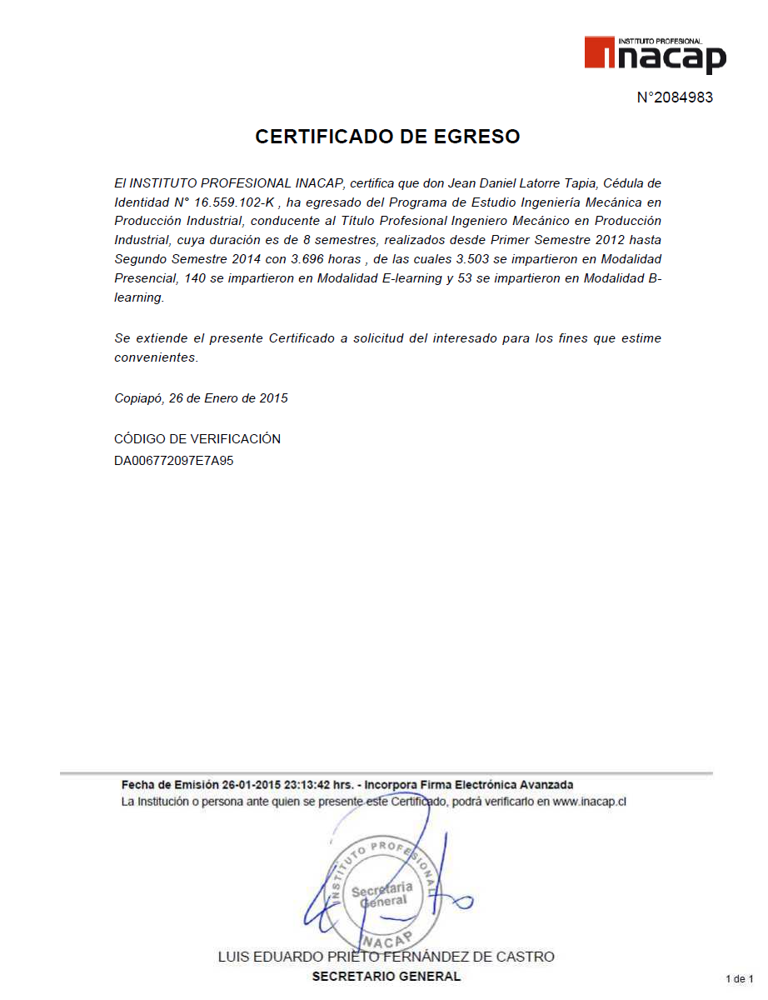 INSTITUTO PROFESIONAL
inacap
N°2084983
CERTIFICADO DE EGRESO
El INSTITUTO PROFESIONAL INACAP, certifica que don Jean Daniel Latorre Tapia, Cédula de
Identidad N° 16.559.102-K , ha egresado del Programa de Estudio Ingeniería Mecánica en
Producción Industrial, conducente al Título Profesional Ingeniero Mecánico en Producción
Industrial, cuya duración es de 8 semestres, realizados desde Primer Semestre 2012 hasta
Segundo Semestre 2014 con 3.696 horas , de las cuales 3.503 se impartieron en Modalidad
Presencial, 140 se impartieron en Modalidad E-learning y 53 se impartieron en Modalidad B-
learning.
Se extiende el presente Certificado a solicitud del interesado para los fines que estime
convenientes.
Copiapó, 26 de Enero de 2015
CÓDIGO DE VERIFICACIÓN
DA006772097E7A95
Fecha de Emisión 26-01-2015 23:13:42 hrs. - Incorpora Firma Electrónica Avanzada
La Institución o persona ante quien se presente este Certificado, podrá verificarlo en www.inacap.cl
INSTITUTO PROFESIONAL
Secretaria
General
INACAP
LUIS EDUARDO PRIETO FERNÁNDEZ DE CASTRO
SECRETARIO GENERAL
1 de 1